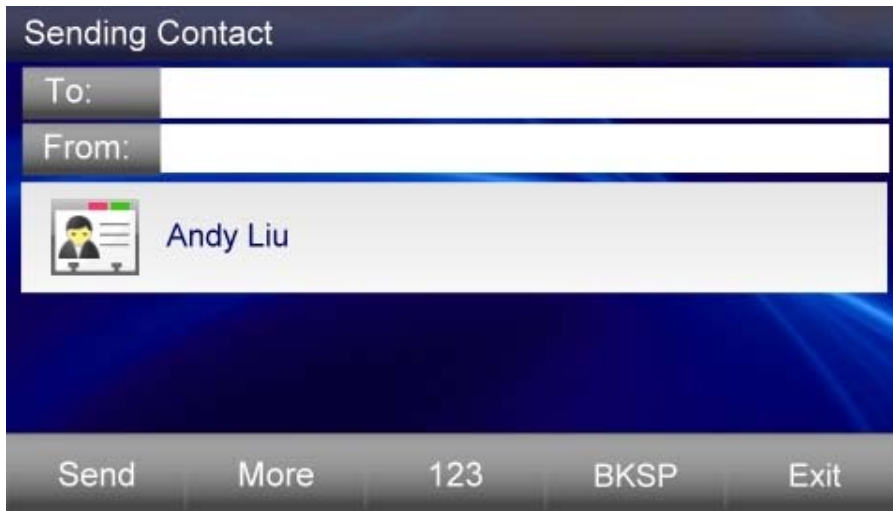 Sending Contact
To:
From:
Andy Liu
Send More 123 BKSP Exit